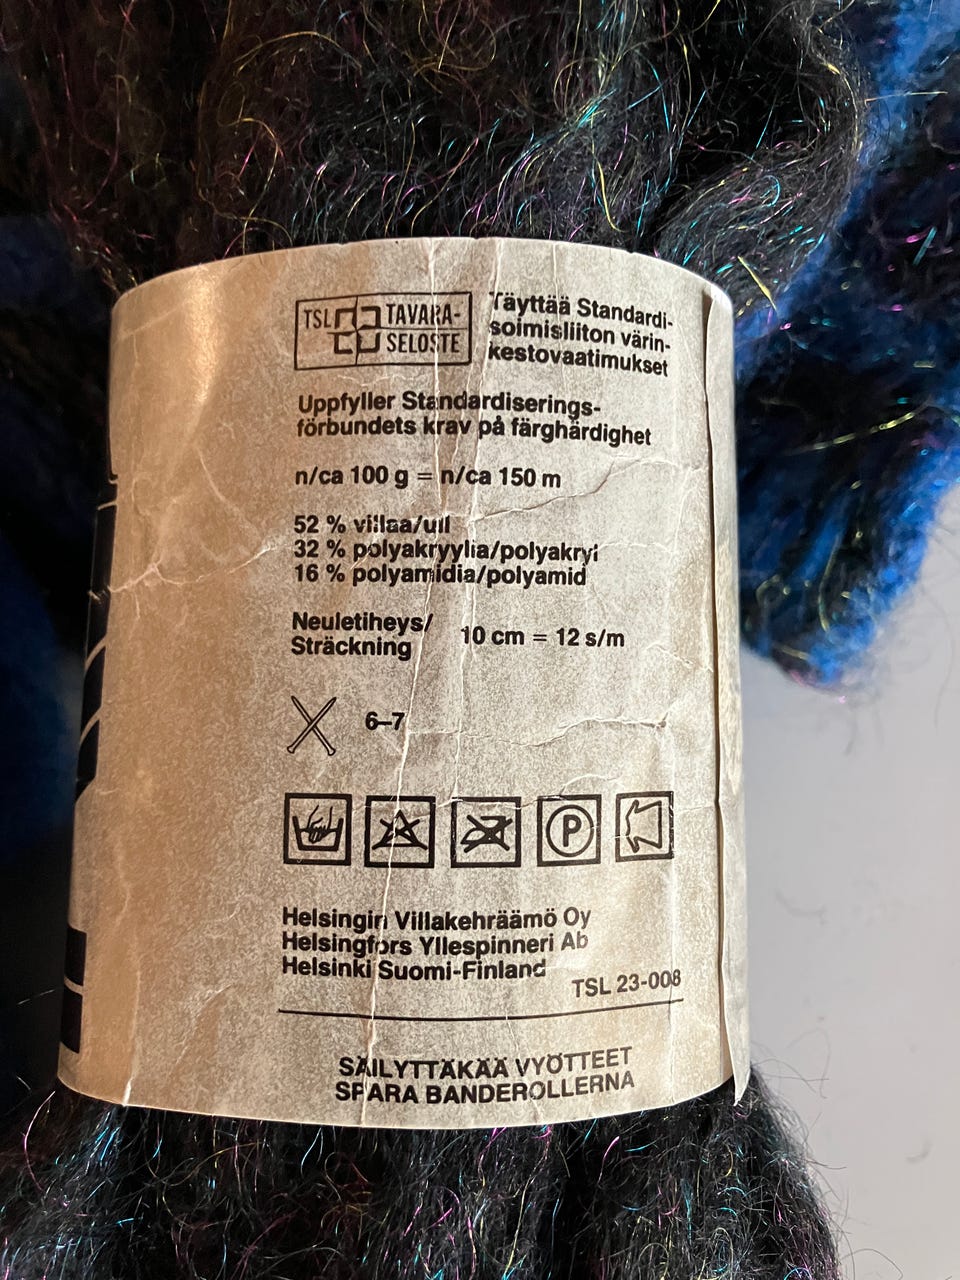 TSL TAVARA-
SELOSTE
Täyttää Standardi-
soimisliiton värin-
kestovaatimukset
Uppfyller Standardiserings-
förbundets krav på färghärdighet
n/ca 100 g = n/ca 150 m
52 % villaa/ull
32 % polyakryylia/polyakryl
16 % polyamidia/polyamid
Neuletiheys/
Sträckning
10 cm = 12 s/m
6–7
P
Helsingin Villakehräämö Oy
Helsingfors Yllespinneri Ab
Helsinki Suomi-Finland
TSL 23-008
SÄILYTTÄKÄÄ VYÖTTEET
SPARA BANDEROLLERNA